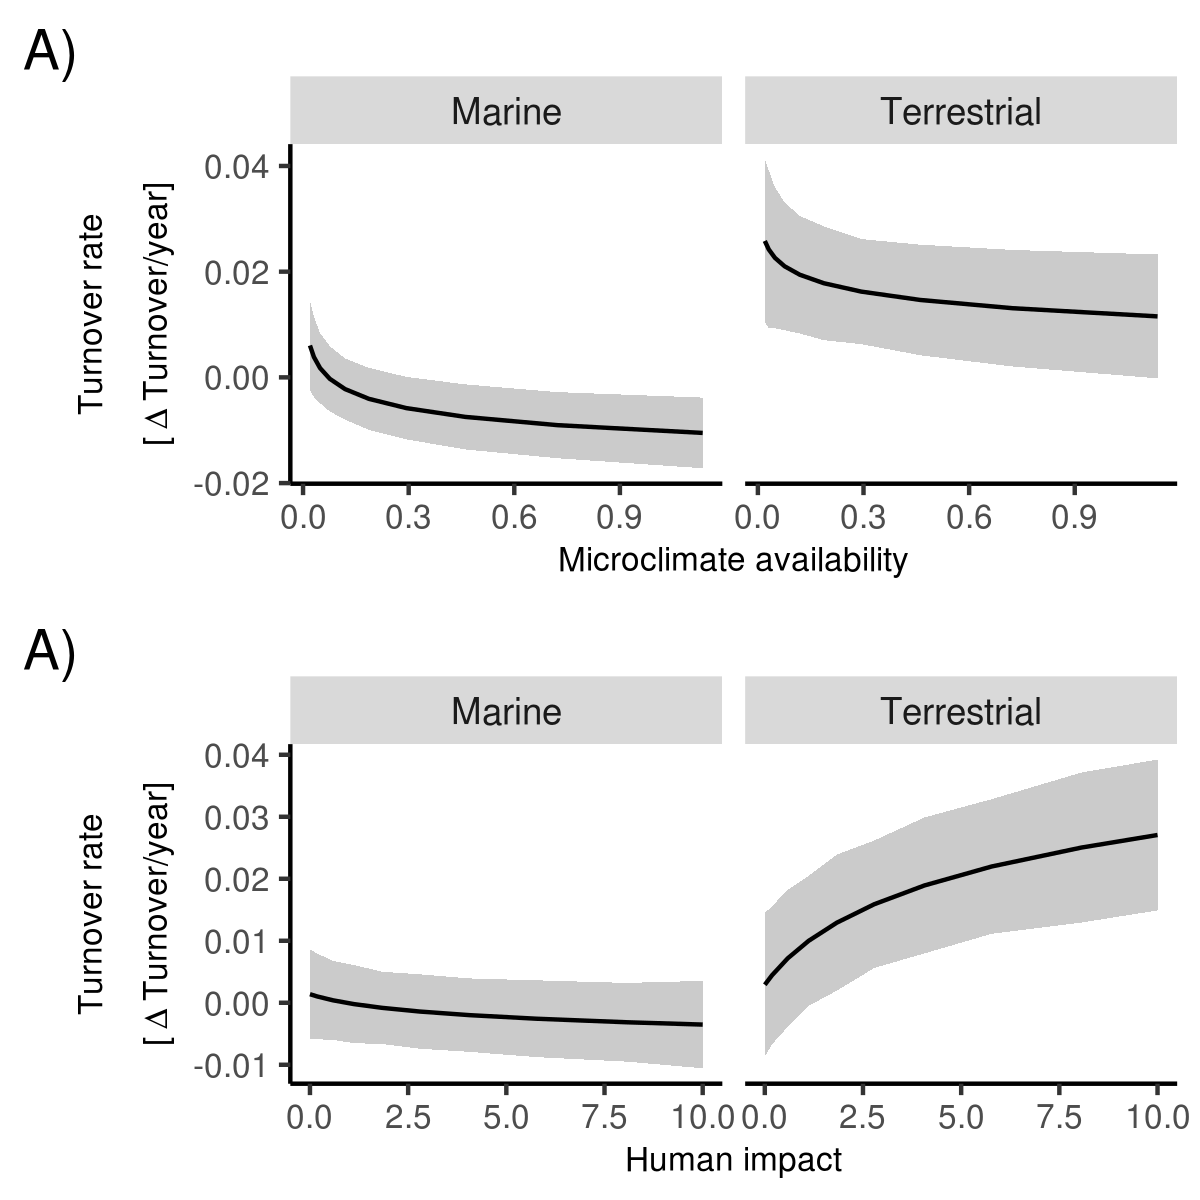 A)
Marine Terrestrial
0.04
0.02
0.00
-0.02
Turnover rate
[ Δ Turnover/year]
0.0 0.3 0.6 0.9 0.0 0.3 0.6 0.9
Microclimate availability
A)
Marine Terrestrial
0.04
0.03
0.02
0.01
0.00
-0.01
Turnover rate
[ Δ Turnover/year]
0.0 2.5 5.0 7.5 10.0 0.0 2.5 5.0 7.5 10.0
Human impact